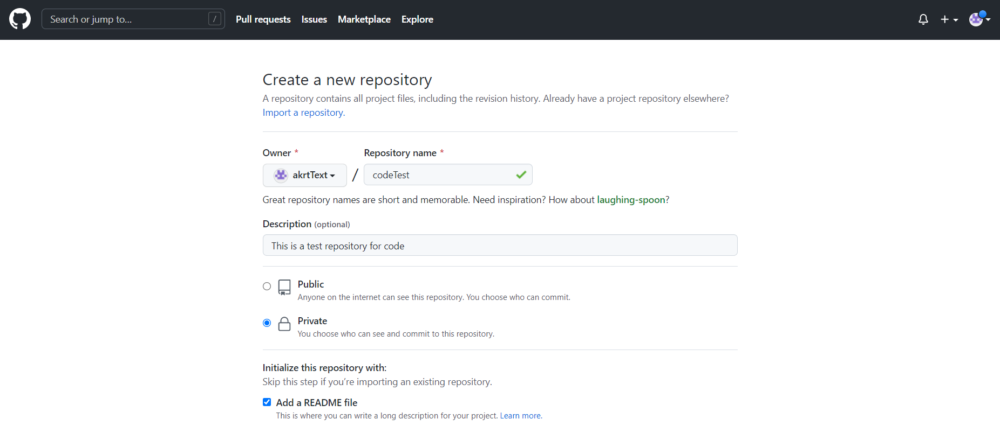 Search or jump to... /
Pull requests Issues Marketplace Explore
Create a new repository
A repository contains all project files, including the revision history. Already have a project repository elsewhere?
Import a repository.
Owner * Repository name *
akrtText / codeTest
Great repository names are short and memorable. Need inspiration? How about laughing-spoon?
Description (optional)
This is a test repository for code
Public
Anyone on the internet can see this repository. You choose who can commit.
Private
You choose who can see and commit to this repository.
Initialize this repository with:
Skip this step if you’re importing an existing repository.
Add a README file
This is where you can write a long description for your project. Learn more.